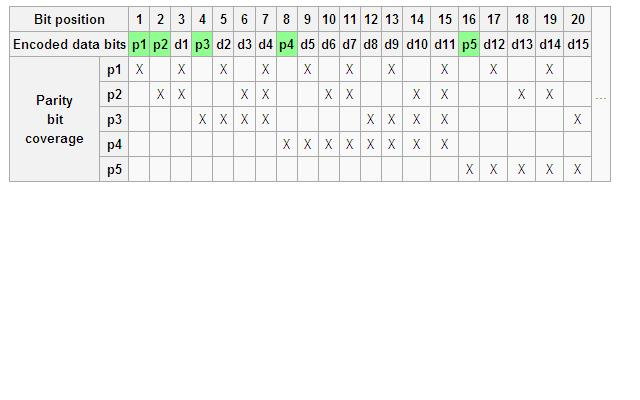 Bit position 1 2 3 4 5 6 7 8 9 10 11 12 13 14 15 16 17 18 19 20
Encoded data bits p1 p2 d1 p3 d2 d3 d4 p4 d5 d6 d7 d8 d9 d10 d11 p5 d12 d13 d14 d15
Parity bit coverage
p1 X X X X X X X X X X
p2 X X X X X X X X X X
p3 X X X X X X X X X
p4 X X X X X X X X
p5 X X X X X
...